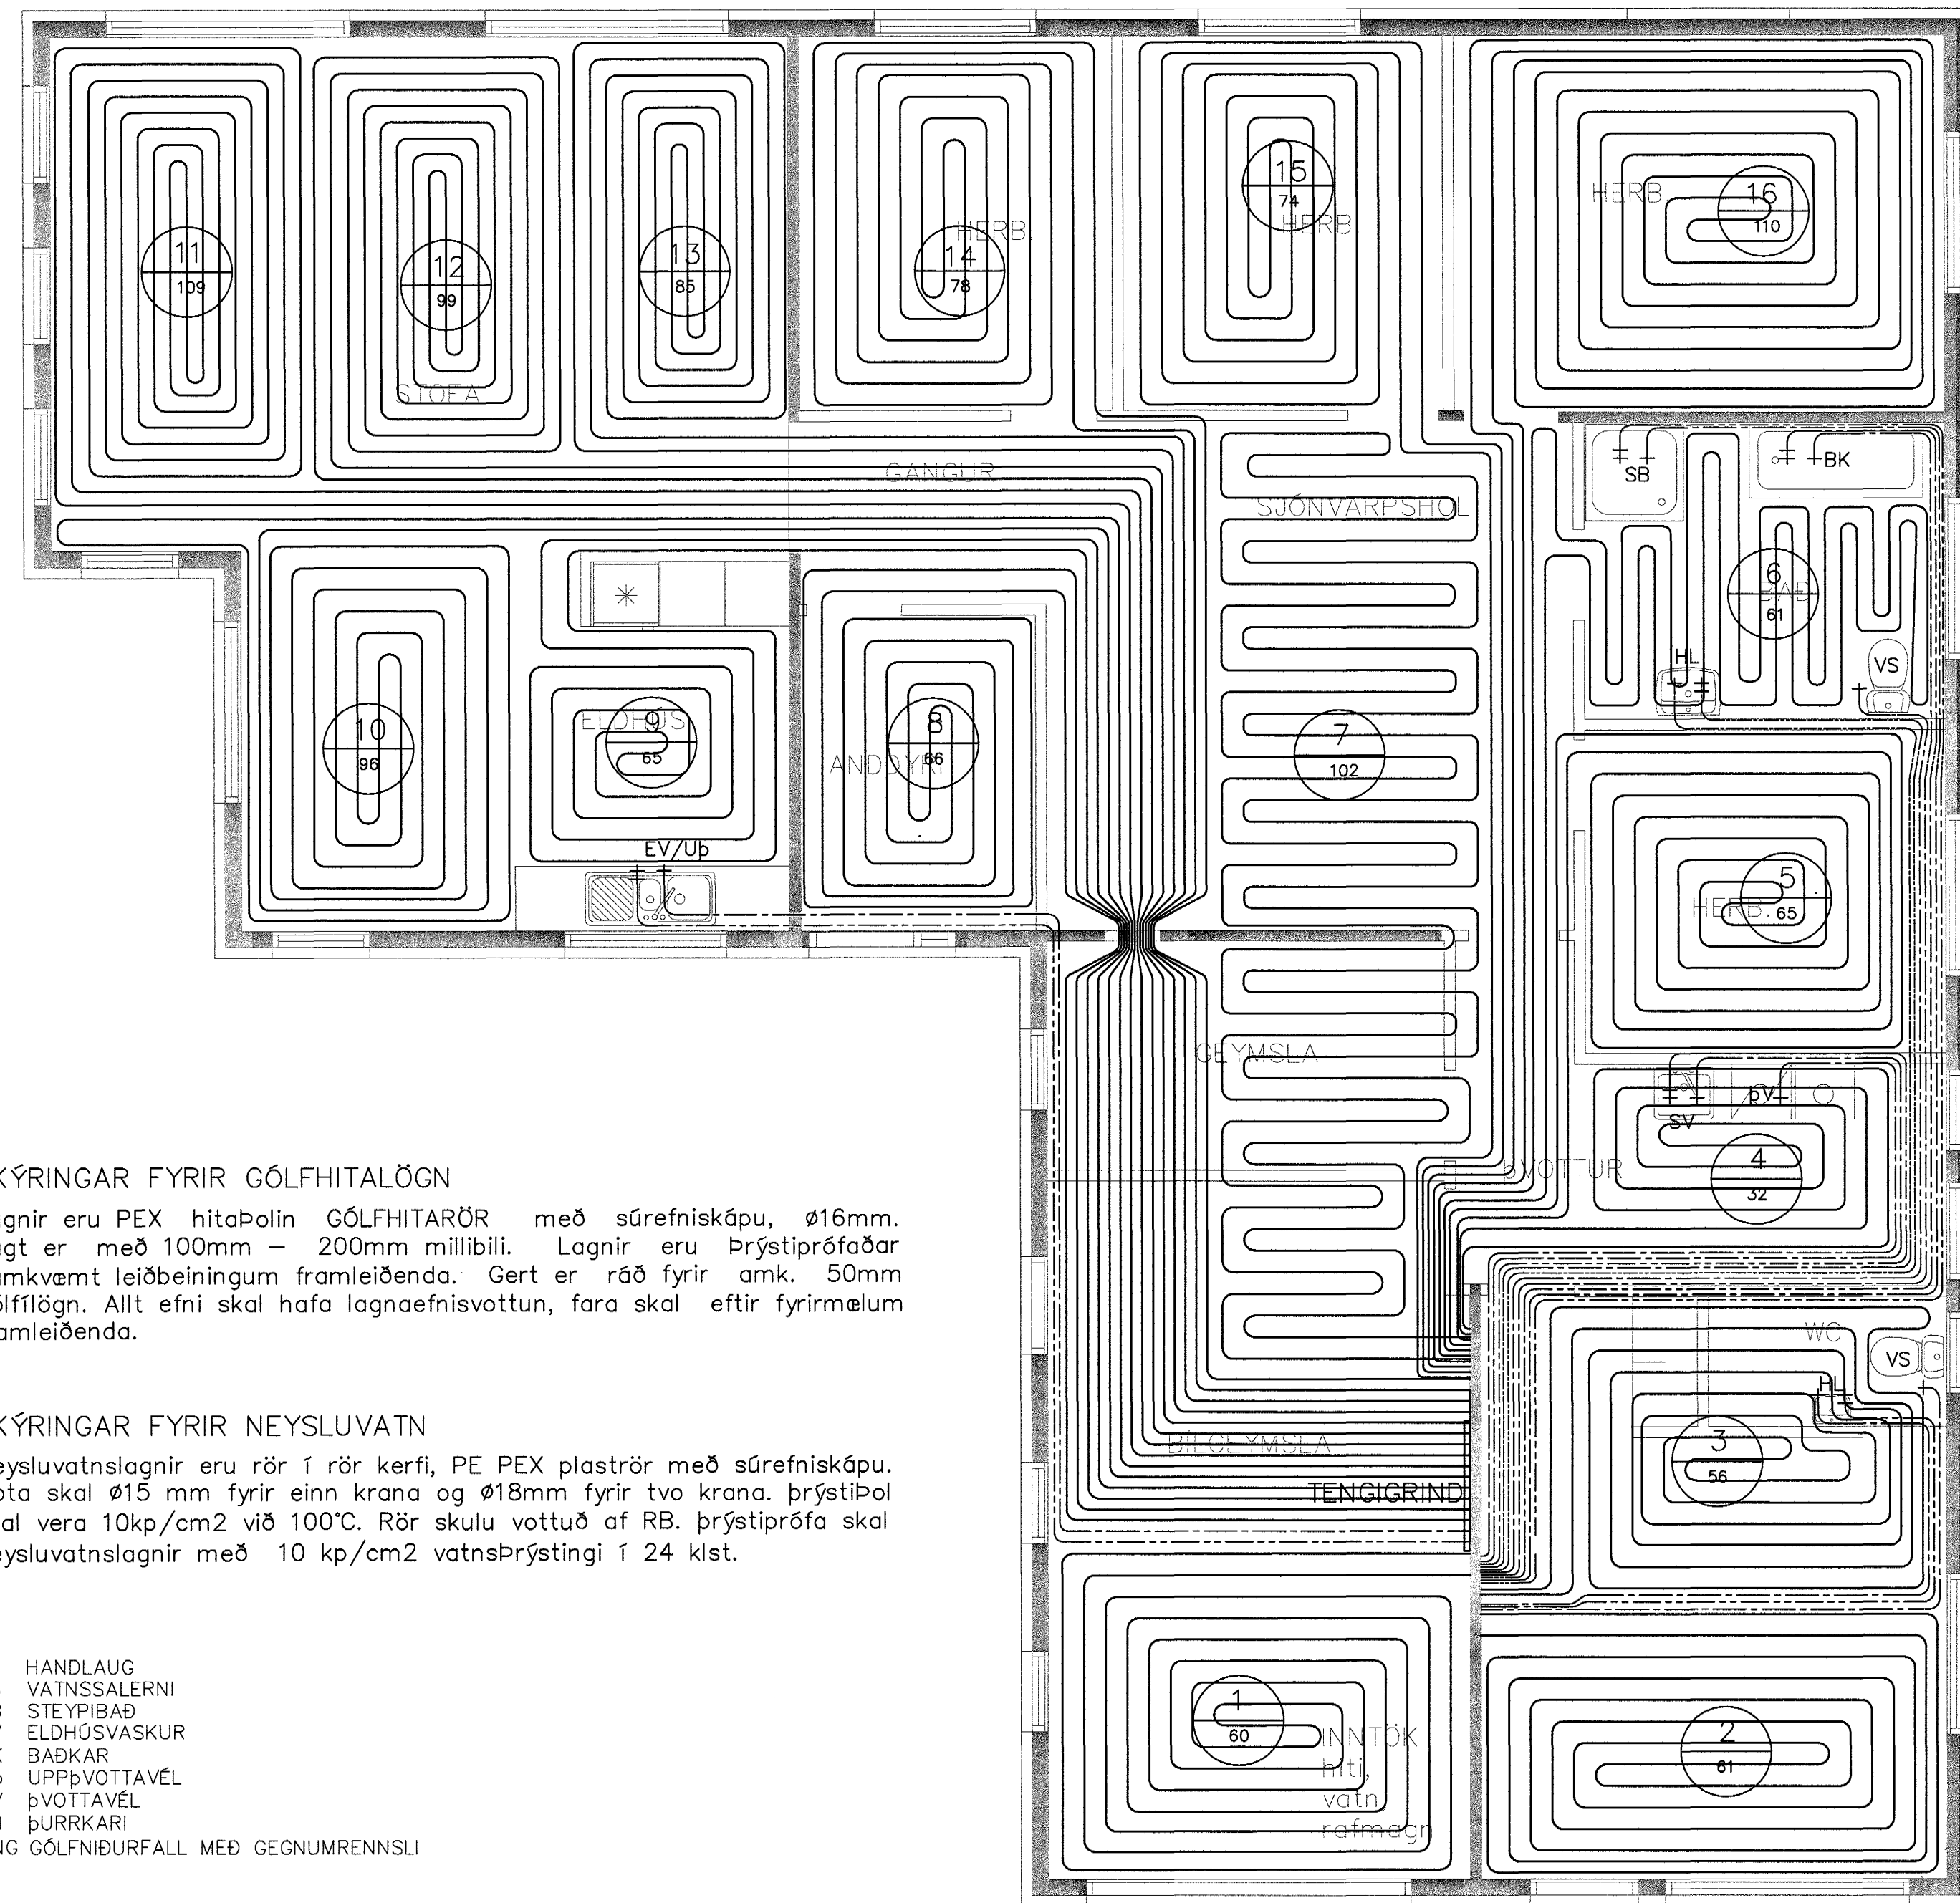 11
109
12
99
13
85
14
78
15
74
16
110
HERB.
HERB.
HERB
STOFA
GANGUR
SJÓNVARPSHOL
SB
BK
6
BAÐ
61
HL
VS
10
96
ELDHÚS
9
65
EV/Uþ
ANDDYRI
8
66
7
102
5
HERB.
65
GEYMSLA
þV
SV
þVOTTUR
4
32
WC
VS
HL
3
56
BÍLGEYMSLA
TENGIGRIND
1
60
INNTÖK
hiti,
vatn
rafmagn
2
81
KÝRINGAR FYRIR GÓLFHITALÖGN
gnir eru PEX hitaþolin GÓLFHITARÖR með súrefniskápu, ø16mm.
agt er með 100mm – 200mm millibili. Lagnir eru þrýstiprófaðar
amkvæmt leiðbeiningum framleiðenda. Gert er ráð fyrir amk. 50mm
ólfílögn. Allt efni skal hafa lagnaefnisvottun, fara skal eftir fyrirmælum
amleiðenda.
KÝRINGAR FYRIR NEYSLUVATN
eysluvatnslagnir eru rör í rör kerfi, PE PEX plaströr með súrefniskápu.
ota skal ø15 mm fyrir einn krana og ø18mm fyrir tvo krana. þrýstiþol
al vera 10kp/cm2 við 100°C. Rör skulu vottuð af RB. þrýstiprófa skal
eysluvatnslagnir með 10 kp/cm2 vatnsþrýstingi í 24 klst.
HANDLAUG
VATNSSALERNI
STEYPIBAÐ
ELDHÚSVASKUR
BAÐKAR
UPPþVOTTAVÉL
þVOTTAVÉL
þURRKARI
NG GÓLFNIÐURFALL MEÐ GEGNUMRENNSLI